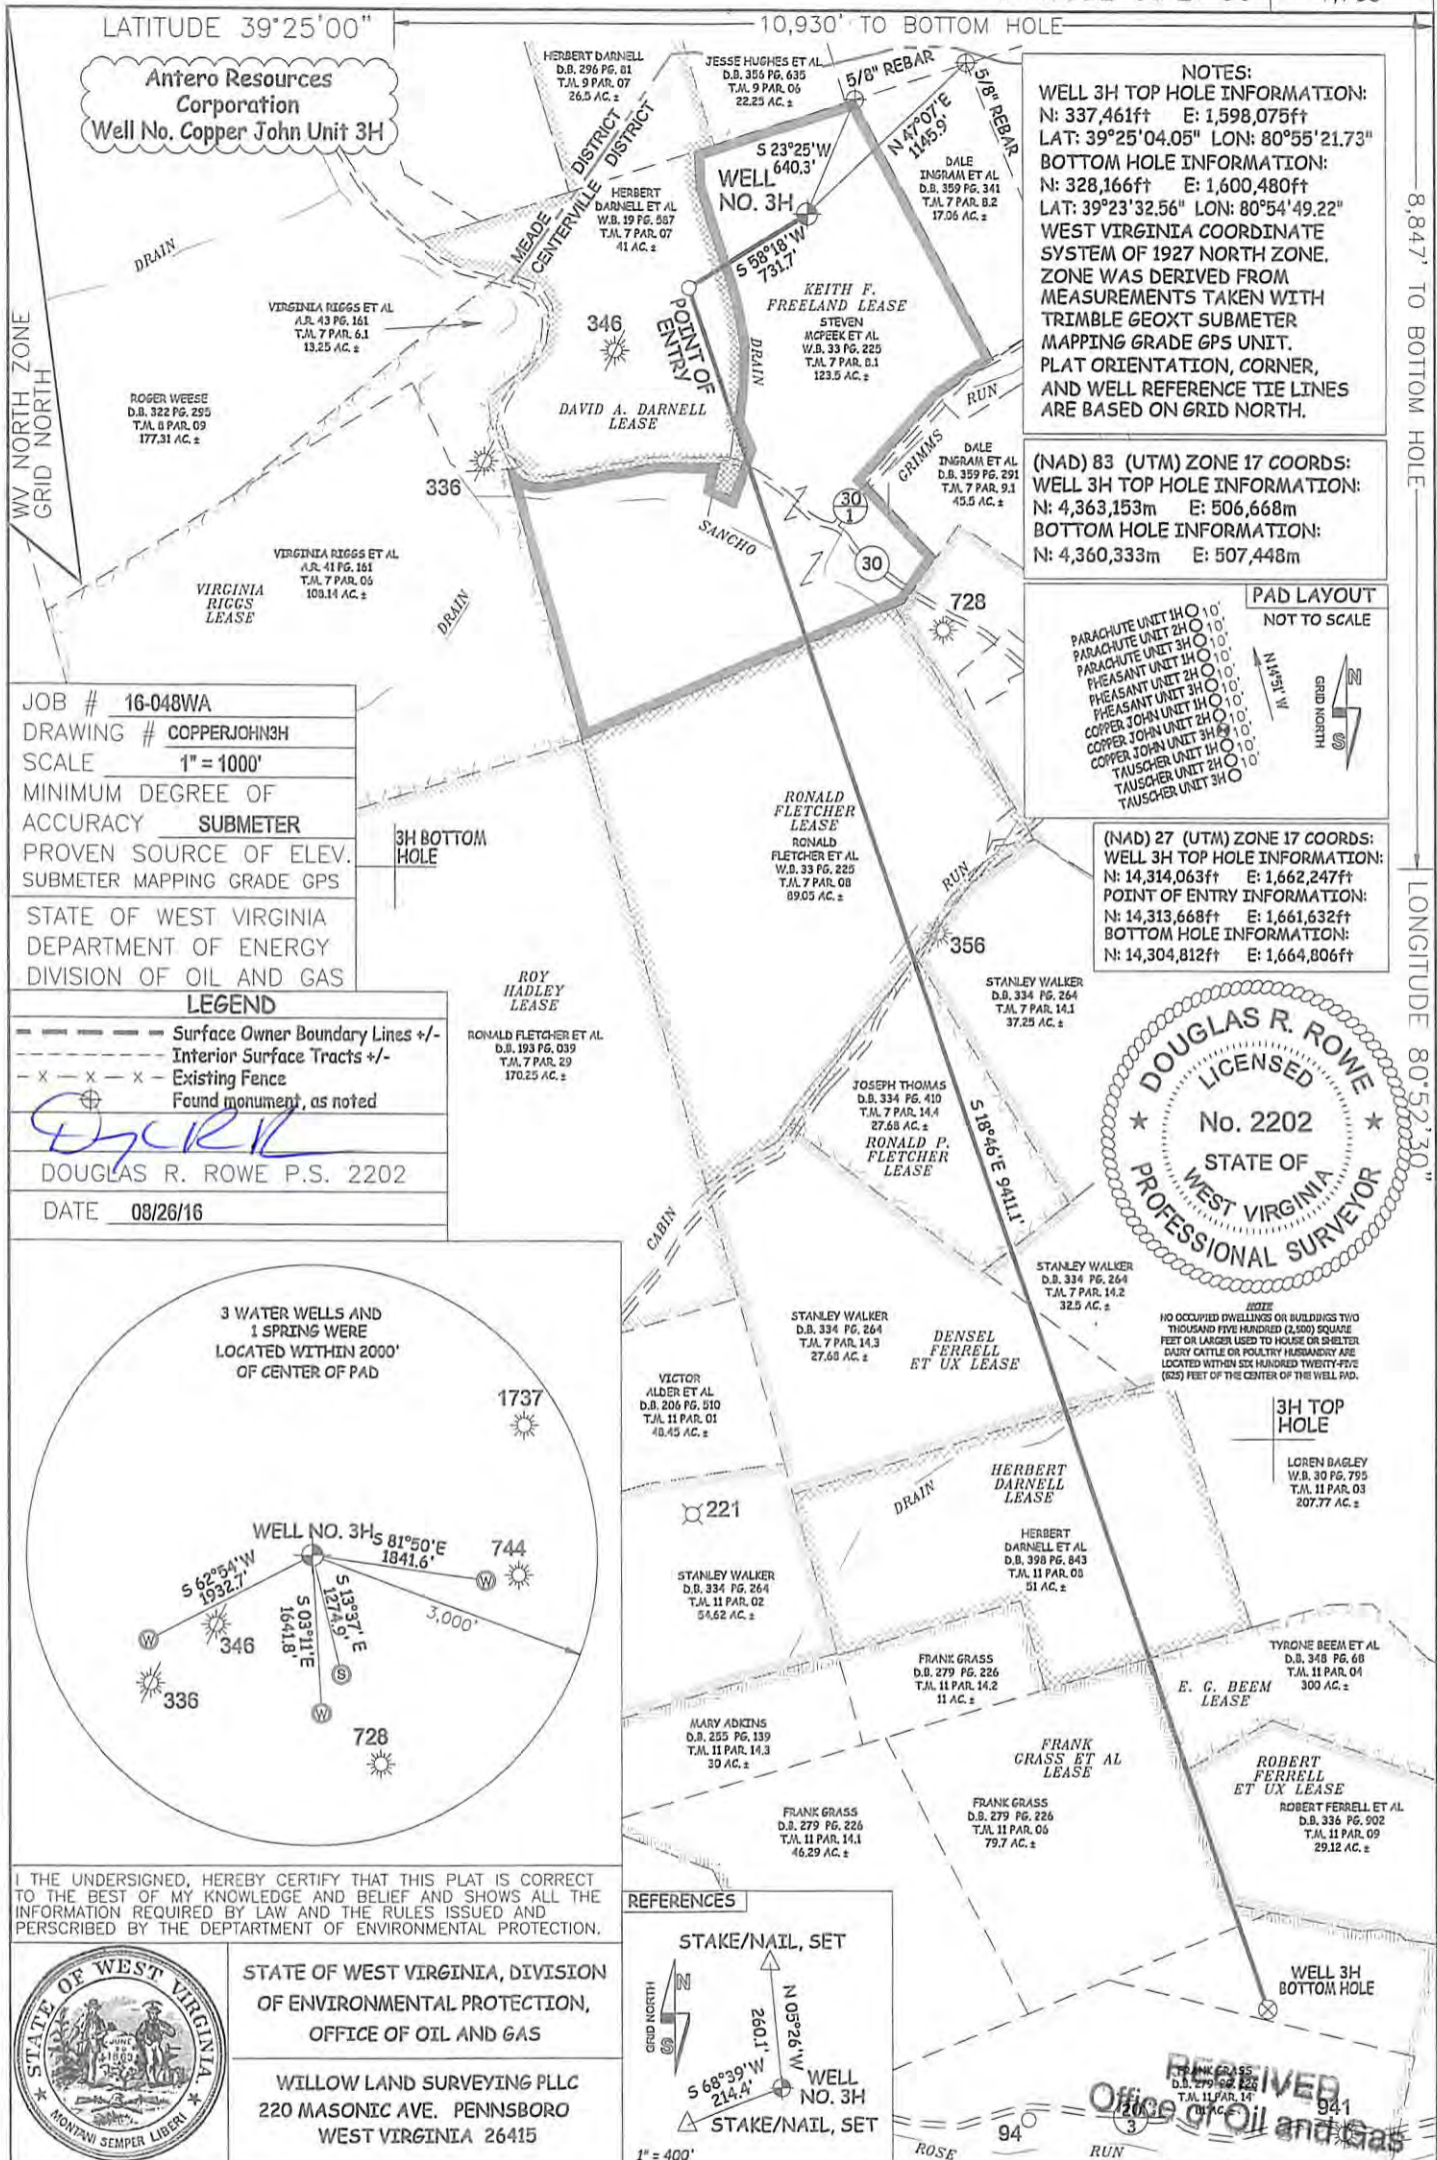 LATITUDE 39°25'00"
10,930' TO BOTTOM HOLE
Antero Resources
Corporation
Well No. Copper John Unit 3H
HERBERT DARNELL
D.B. 296 PG. 81
T.M. 9 PAR. 07
26.5 AC. ±
JESSE HUGHES ET AL
D.B. 356 PG. 635
T.M. 9 PAR. 06
22.25 AC. ±
5/8" REBAR
5/8" REBAR
S 23°25'W
640.3'
N 47°07'E
1145.9'
WELL
NO. 3H
DALE
INGRAM ET AL
D.B. 359 PG. 341
T.M. 7 PAR. 8.2
17.06 AC. ±
MEADE DISTRICT
CENTERVILLE DISTRICT
HERBERT
DARNELL ET AL
W.B. 19 PG. 587
T.M. 7 PAR. 07
41 AC. ±
S 58°18'W
731.7'
DRAIN
VIRGINIA RIGGS ET AL
A.R. 43 PG. 161
T.M. 7 PAR. 6.1
13.25 AC. ±
346
POINT OF
ENTRY
KEITH F.
FREELAND LEASE
STEVEN
MCPEEK ET AL
W.B. 33 PG. 225
T.M. 7 PAR. 8.1
123.5 AC. ±
DRAIN
WV NORTH ZONE
GRID NORTH
ROGER WEESE
D.B. 322 PG. 295
T.M. 8 PAR. 09
177.31 AC. ±
DAVID A. DARNELL
LEASE
336
GRIMMS
RUN
DALE
INGRAM ET AL
D.B. 359 PG. 291
T.M. 7 PAR. 9.1
45.5 AC. ±
30
1
SANCHO
30
VIRGINIA RIGGS ET AL
A.R. 41 PG. 161
T.M. 7 PAR. 06
108.14 AC. ±
VIRGINIA
RIGGS
LEASE
DRAIN
728
NOTES:
WELL 3H TOP HOLE INFORMATION:
N: 337,461ft E: 1,598,075ft
LAT: 39°25'04.05" LON: 80°55'21.73"
BOTTOM HOLE INFORMATION:
N: 328,166ft E: 1,600,480ft
LAT: 39°23'32.56" LON: 80°54'49.22"
WEST VIRGINIA COORDINATE
SYSTEM OF 1927 NORTH ZONE.
ZONE WAS DERIVED FROM
MEASUREMENTS TAKEN WITH
TRIMBLE GEOXT SUBMETER
MAPPING GRADE GPS UNIT.
PLAT ORIENTATION, CORNER,
AND WELL REFERENCE TIE LINES
ARE BASED ON GRID NORTH.
(NAD) 83 (UTM) ZONE 17 COORDS:
WELL 3H TOP HOLE INFORMATION:
N: 4,363,153m E: 506,668m
BOTTOM HOLE INFORMATION:
N: 4,360,333m E: 507,448m
8,847' TO BOTTOM HOLE
LONGITUDE 80°52'30"
PAD LAYOUT
NOT TO SCALE
PARACHUTE UNIT 1H 10'
PARACHUTE UNIT 2H 10'
PARACHUTE UNIT 3H 10'
PHEASANT UNIT 1H 10'
PHEASANT UNIT 2H 10'
PHEASANT UNIT 3H 10'
COPPER JOHN UNIT 1H 10'
COPPER JOHN UNIT 2H 10'
COPPER JOHN UNIT 3H 10'
TAUSCHER UNIT 1H 10'
TAUSCHER UNIT 2H 10'
TAUSCHER UNIT 3H
N 14°51' W
GRID NORTH
N
S
(NAD) 27 (UTM) ZONE 17 COORDS:
WELL 3H TOP HOLE INFORMATION:
N: 14,314,063ft E: 1,662,247ft
POINT OF ENTRY INFORMATION:
N: 14,313,668ft E: 1,661,632ft
BOTTOM HOLE INFORMATION:
N: 14,304,812ft E: 1,664,806ft
JOB # 16-048WA
DRAWING # COPPERJOHN3H
SCALE 1" = 1000'
MINIMUM DEGREE OF
ACCURACY SUBMETER
PROVEN SOURCE OF ELEV.
SUBMETER MAPPING GRADE GPS
STATE OF WEST VIRGINIA
DEPARTMENT OF ENERGY
DIVISION OF OIL AND GAS
3H BOTTOM
HOLE
LEGEND
Surface Owner Boundary Lines +/-
Interior Surface Tracts +/-
- X - X - X - Existing Fence
Found monument, as noted
DOUGLAS R. ROWE P.S. 2202
DATE 08/26/16
RONALD
FLETCHER
LEASE
RONALD
FLETCHER ET AL
W.B. 33 PG. 225
T.M. 7 PAR. 08
89.05 AC. ±
RUN
356
ROY
HADLEY
LEASE
RONALD FLETCHER ET AL
D.B. 193 PG. 039
T.M. 7 PAR. 29
170.25 AC. ±
STANLEY WALKER
D.B. 334 PG. 264
T.M. 7 PAR. 14.1
37.25 AC. ±
JOSEPH THOMAS
D.B. 334 PG. 410
T.M. 7 PAR. 14.4
27.68 AC. ±
RONALD P.
FLETCHER
LEASE
S 18°46'E 9411.1'
CABIN
DOUGLAS R. ROWE
LICENSED
No. 2202
STATE OF
WEST VIRGINIA
PROFESSIONAL SURVEYOR
STANLEY WALKER
D.B. 334 PG. 264
T.M. 7 PAR. 14.2
32.5 AC. ±
STANLEY WALKER
D.B. 334 PG. 264
T.M. 7 PAR. 14.3
27.68 AC. ±
DENSEL
FERRELL
ET UX LEASE
NOTE
NO OCCUPIED DWELLINGS OR BUILDINGS TWO
THOUSAND FIVE HUNDRED (2,500) SQUARE
FEET OR LARGER USED TO HOUSE OR SHELTER
DAIRY CATTLE OR POULTRY HUSBANDRY ARE
LOCATED WITHIN SIX HUNDRED TWENTY-FIVE
(625) FEET OF THE CENTER OF THE WELL PAD.
3H TOP
HOLE
LOREN BAGLEY
W.B. 30 PG. 795
T.M. 11 PAR. 03
207.77 AC. ±
VICTOR
ALDER ET AL
D.B. 206 PG. 510
T.M. 11 PAR. 01
48.45 AC. ±
221
DRAIN
HERBERT
DARNELL
LEASE
HERBERT
DARNELL ET AL
D.B. 398 PG. 843
T.M. 11 PAR. 08
51 AC. ±
STANLEY WALKER
D.B. 334 PG. 264
T.M. 11 PAR. 02
54.62 AC. ±
3 WATER WELLS AND
1 SPRING WERE
LOCATED WITHIN 2000'
OF CENTER OF PAD
1737
WELL NO. 3H
S 81°50'E
1841.6'
744
W
S 62°54'W
1932.7'
S 13°37' E
1274.9'
S 03°11'E
1641.8'
3,000'
W
346
S
336
W
728
FRANK GRASS
D.B. 279 PG. 226
T.M. 11 PAR. 14.2
11 AC. ±
TYRONE BEEM ET AL
D.B. 348 PG. 68
T.M. 11 PAR. 04
300 AC. ±
E. G. BEEM
LEASE
MARY ADKINS
D.B. 255 PG. 139
T.M. 11 PAR. 14.3
30 AC. ±
FRANK
GRASS ET AL
LEASE
ROBERT
FERRELL
ET UX LEASE
ROBERT FERRELL ET AL
D.B. 336 PG. 902
T.M. 11 PAR. 09
29.12 AC. ±
FRANK GRASS
D.B. 279 PG. 226
T.M. 11 PAR. 14.1
46.29 AC. ±
FRANK GRASS
D.B. 279 PG. 226
T.M. 11 PAR. 06
79.7 AC. ±
I THE UNDERSIGNED, HEREBY CERTIFY THAT THIS PLAT IS CORRECT
TO THE BEST OF MY KNOWLEDGE AND BELIEF AND SHOWS ALL THE
INFORMATION REQUIRED BY LAW AND THE RULES ISSUED AND
PERSCRIBED BY THE DEPARTMENT OF ENVIRONMENTAL PROTECTION.
STATE OF WEST VIRGINIA
MONTANI SEMPER LIBERI
STATE OF WEST VIRGINIA, DIVISION
OF ENVIRONMENTAL PROTECTION,
OFFICE OF OIL AND GAS
WILLOW LAND SURVEYING PLLC
220 MASONIC AVE. PENNSBORO
WEST VIRGINIA 26415
REFERENCES
STAKE/NAIL, SET
GRID NORTH
N
S
N 05°26'W
260.1'
S 68°39'W
214.4'
WELL
NO. 3H
STAKE/NAIL, SET
1" = 400'
WELL 3H
BOTTOM HOLE
FRANK GRASS
D.B. 279 PG. 226
T.M. 11 PAR. 14
RECEIVED
Office of Oil and Gas
94
3
941
ROSE
RUN